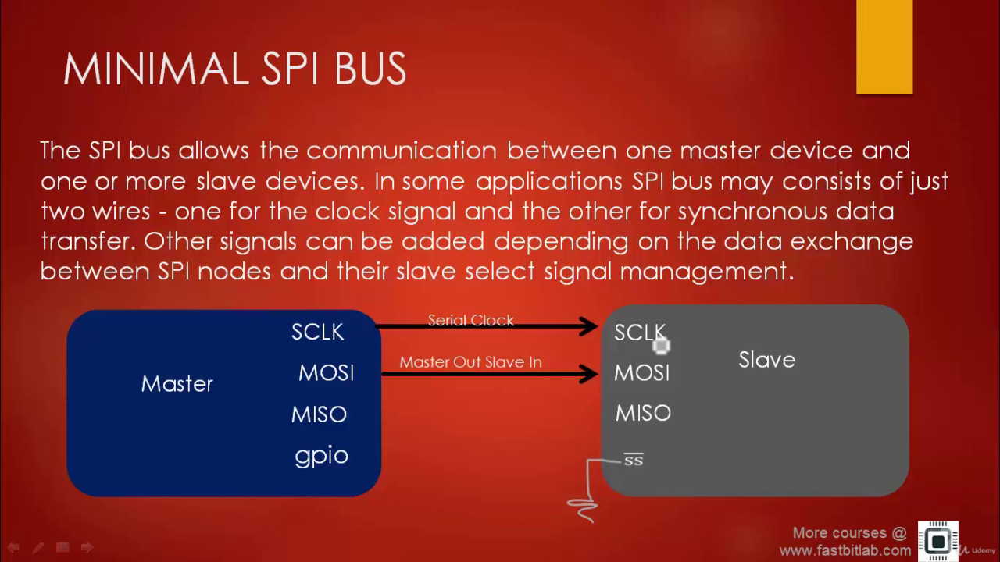 MINIMAL SPI BUS
The SPI bus allows the communication between one master device and
one or more slave devices. In some applications SPI bus may consists of just
two wires - one for the clock signal and the other for synchronous data
transfer. Other signals can be added depending on the data exchange
between SPI nodes and their slave select signal management.
SCLK
MOSI
Master
MISO
gpio
Serial Clock
Master Out Slave In
SCLK
Slave
MOSI
MISO
s̅s̅
More courses @
www.fastbitlab.com
Udemy